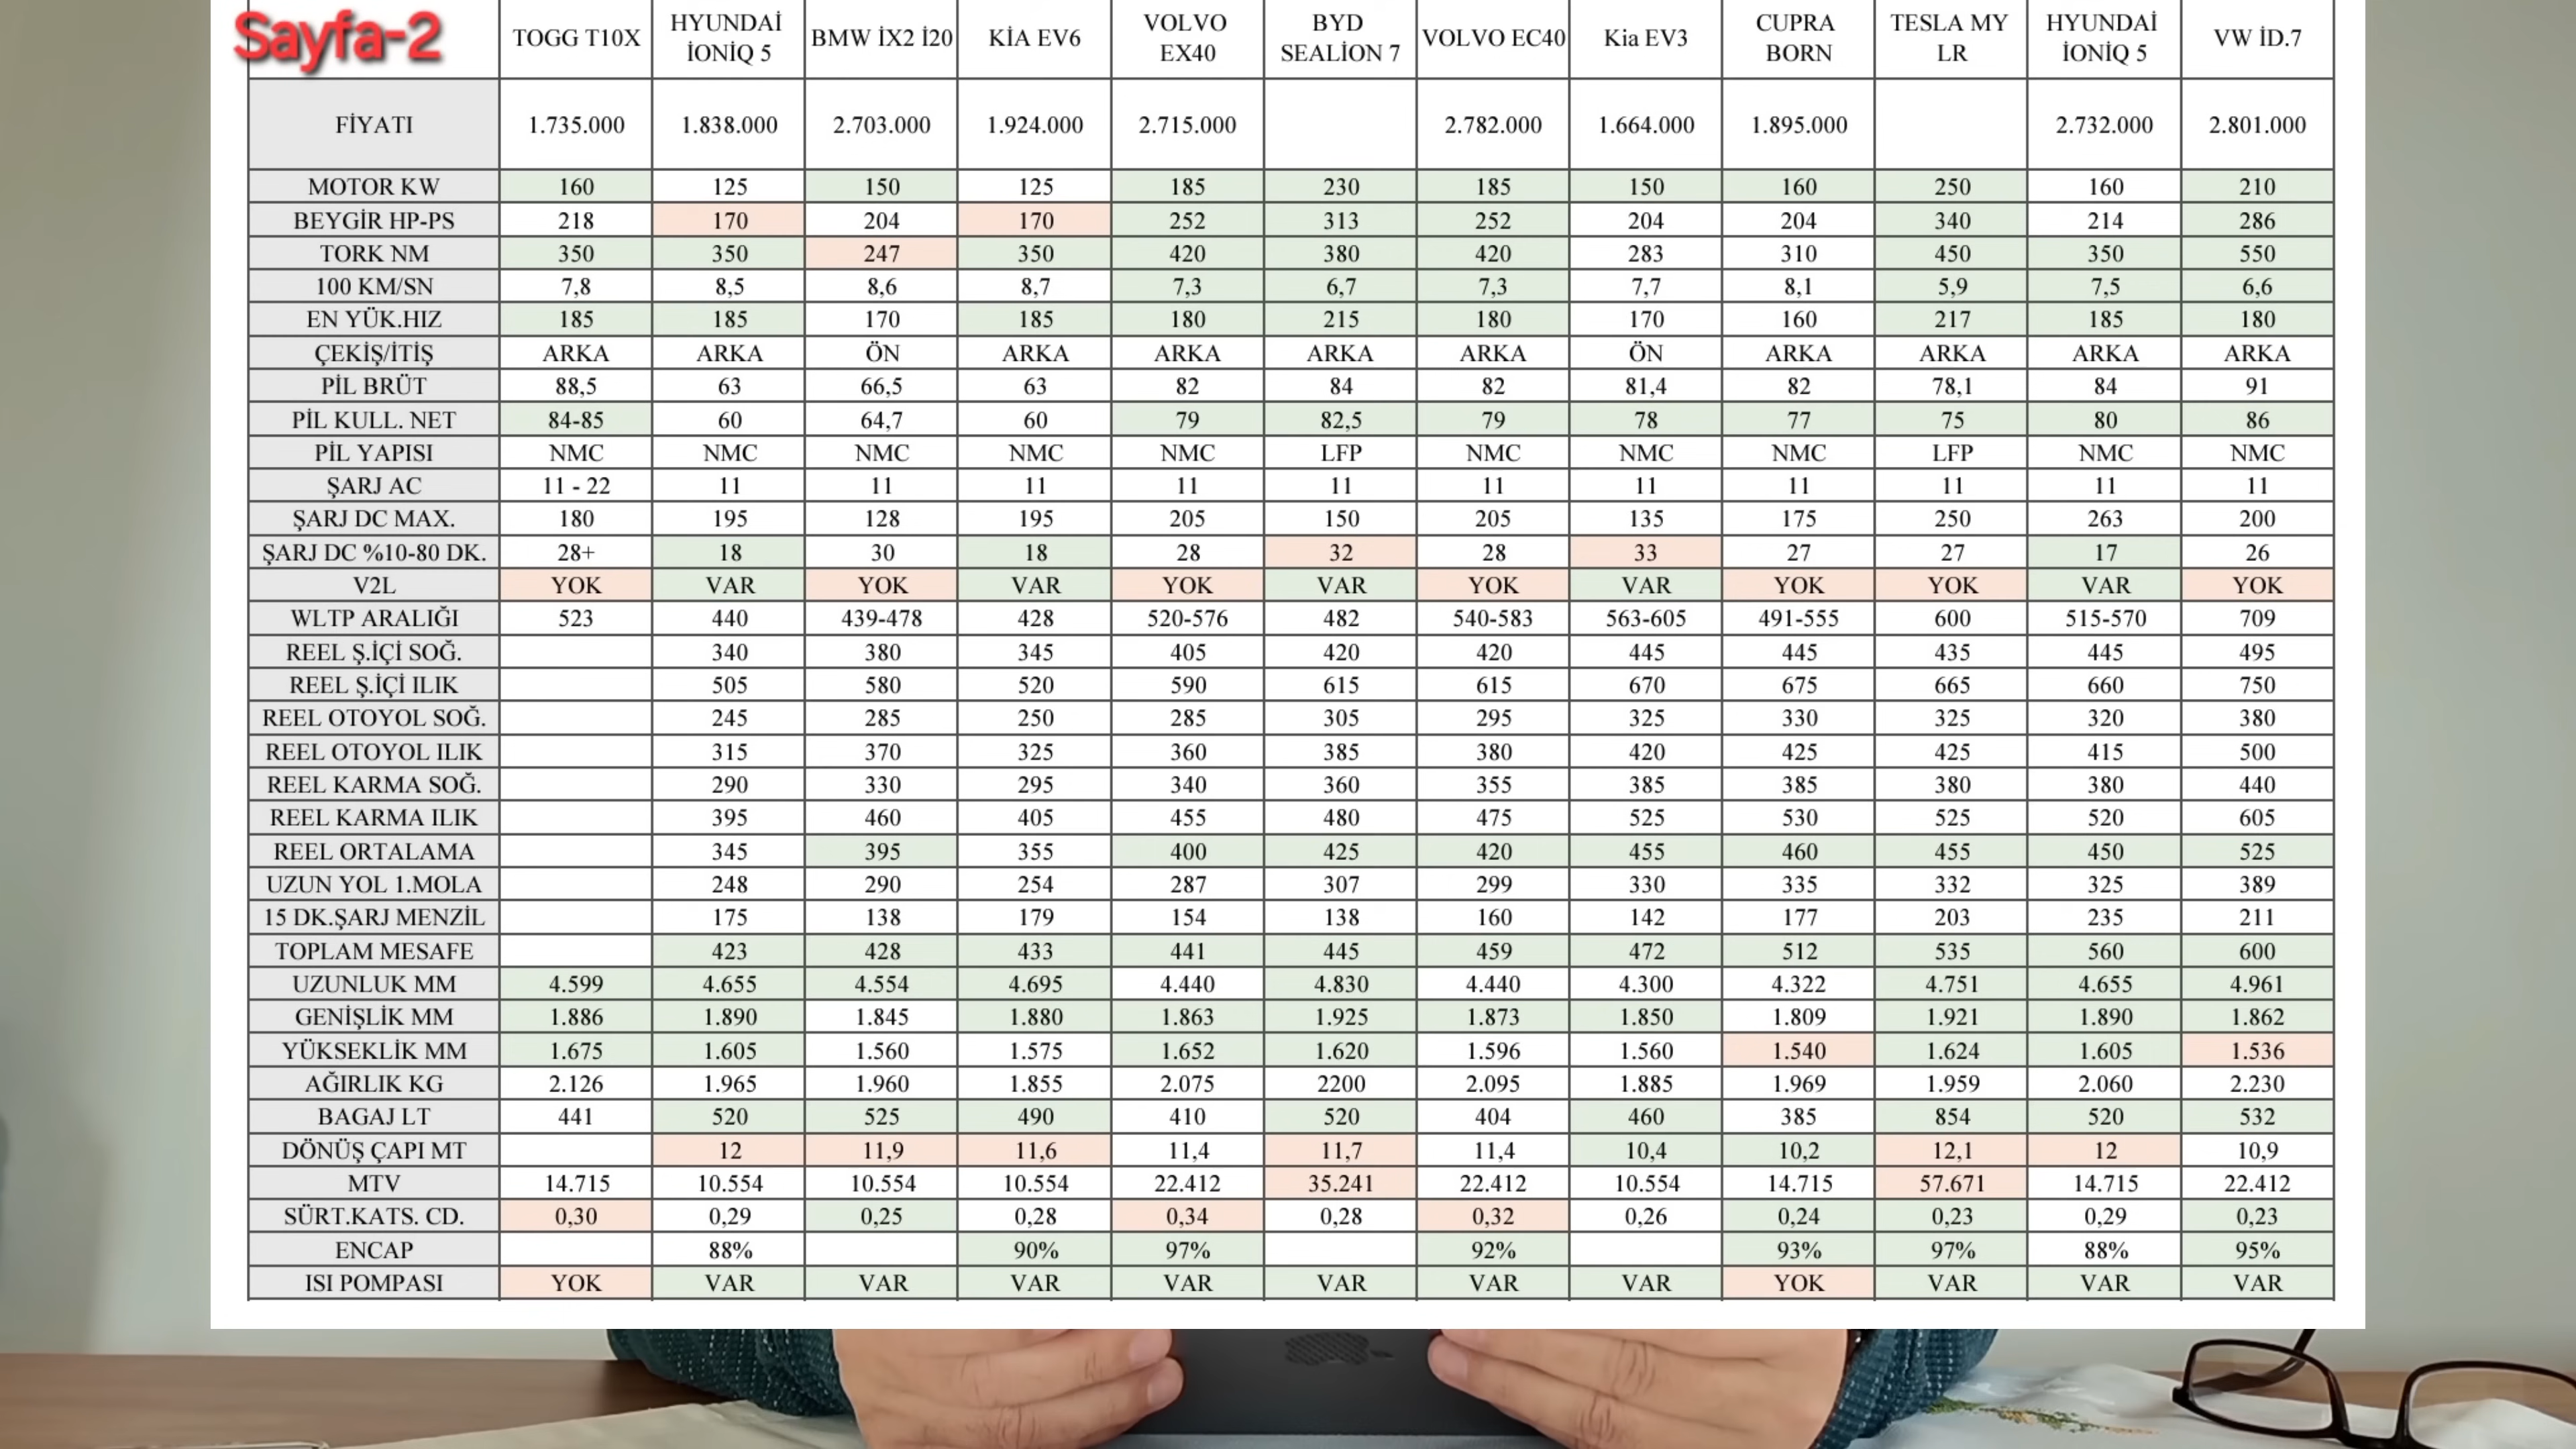 Sayfa-2
TOGG T10X HYUNDAİ İONİQ 5 BMW İX2 İ20 KİA EV6 VOLVO EX40 BYD SEALİON 7 VOLVO EC40 Kia EV3 CUPRA BORN TESLA MY LR HYUNDAİ İONİQ 5 VW İD.7
FİYATI 1.735.000 1.838.000 2.703.000 1.924.000 2.715.000 2.782.000 1.664.000 1.895.000 2.732.000 2.801.000
MOTOR KW 160 125 150 125 185 230 185 150 160 250 160 210
BEYGİR HP-PS 218 170 204 170 252 313 252 204 204 340 214 286
TORK NM 350 350 247 350 420 380 420 283 310 450 350 550
100 KM/SN 7,8 8,5 8,6 8,7 7,3 6,7 7,3 7,7 8,1 5,9 7,5 6,6
EN YÜK.HIZ 185 185 170 185 180 215 180 170 160 217 185 180
ÇEKİŞ/İTİŞ ARKA ARKA ÖN ARKA ARKA ARKA ARKA ÖN ARKA ARKA ARKA ARKA
PİL BRÜT 88,5 63 66,5 63 82 84 82 81,4 82 78,1 84 91
PİL KULL. NET 84-85 60 64,7 60 79 82,5 79 78 77 75 80 86
PİL YAPISI NMC NMC NMC NMC NMC LFP NMC NMC NMC LFP NMC NMC
ŞARJ AC 11 - 22 11 11 11 11 11 11 11 11 11 11 11
ŞARJ DC MAX. 180 195 128 195 205 150 205 135 175 250 263 200
ŞARJ DC %10-80 DK. 28+ 18 30 18 28 32 28 33 27 27 17 26
V2L YOK VAR YOK VAR YOK VAR YOK VAR YOK YOK VAR YOK
WLTP ARALIĞI 523 440 439-478 428 520-576 482 540-583 563-605 491-555 600 515-570 709
REEL Ş.İÇİ SOĞ. 340 380 345 405 420 420 445 445 435 445 495
REEL Ş.İÇİ ILIK 505 580 520 590 615 615 670 675 665 660 750
REEL OTOYOL SOĞ. 245 285 250 285 305 295 325 330 325 320 380
REEL OTOYOL ILIK 315 370 325 360 385 380 420 425 425 415 500
REEL KARMA SOĞ. 290 330 295 340 360 355 385 385 380 380 440
REEL KARMA ILIK 395 460 405 455 480 475 525 530 525 520 605
REEL ORTALAMA 345 395 355 400 425 420 455 460 455 450 525
UZUN YOL 1.MOLA 248 290 254 287 307 299 330 335 332 325 389
15 DK.ŞARJ MENZİL 175 138 179 154 138 160 142 177 203 235 211
TOPLAM MESAFE 423 428 433 441 445 459 472 512 535 560 600
UZUNLUK MM 4.599 4.655 4.554 4.695 4.440 4.830 4.440 4.300 4.322 4.751 4.655 4.961
GENİŞLİK MM 1.886 1.890 1.845 1.880 1.863 1.925 1.873 1.850 1.809 1.921 1.890 1.862
YÜKSEKLİK MM 1.675 1.605 1.560 1.575 1.652 1.620 1.596 1.560 1.540 1.624 1.605 1.536
AĞIRLIK KG 2.126 1.965 1.960 1.855 2.075 2200 2.095 1.885 1.969 1.959 2.060 2.230
BAGAJ LT 441 520 525 490 410 520 404 460 385 854 520 532
DÖNÜŞ ÇAPI MT 12 11,9 11,6 11,4 11,7 11,4 10,4 10,2 12,1 12 10,9
MTV 14.715 10.554 10.554 10.554 22.412 35.241 22.412 10.554 14.715 57.671 14.715 22.412
SÜRT.KATS. CD. 0,30 0,29 0,25 0,28 0,34 0,28 0,32 0,26 0,24 0,23 0,29 0,23
ENCAP 88% 90% 97% 92% 93% 97% 88% 95%
ISI POMPASI YOK VAR VAR VAR VAR VAR VAR VAR YOK VAR VAR VAR